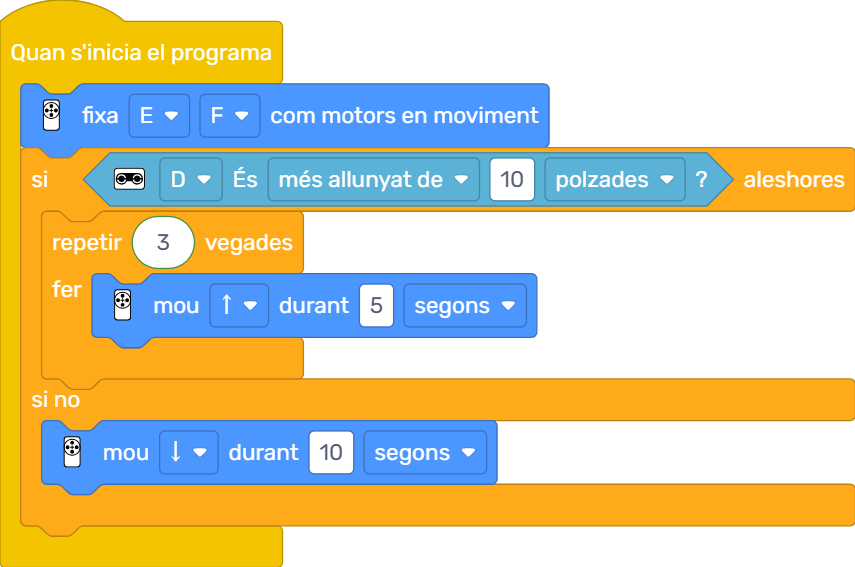 Quan s'inicia el programa
fixa E F com motors en moviment
si D És més allunyat de 10 polzades ? aleshores
repetir 3 vegades
fer
mou ↑ durant 5 segons
si no
mou ↓ durant 10 segons